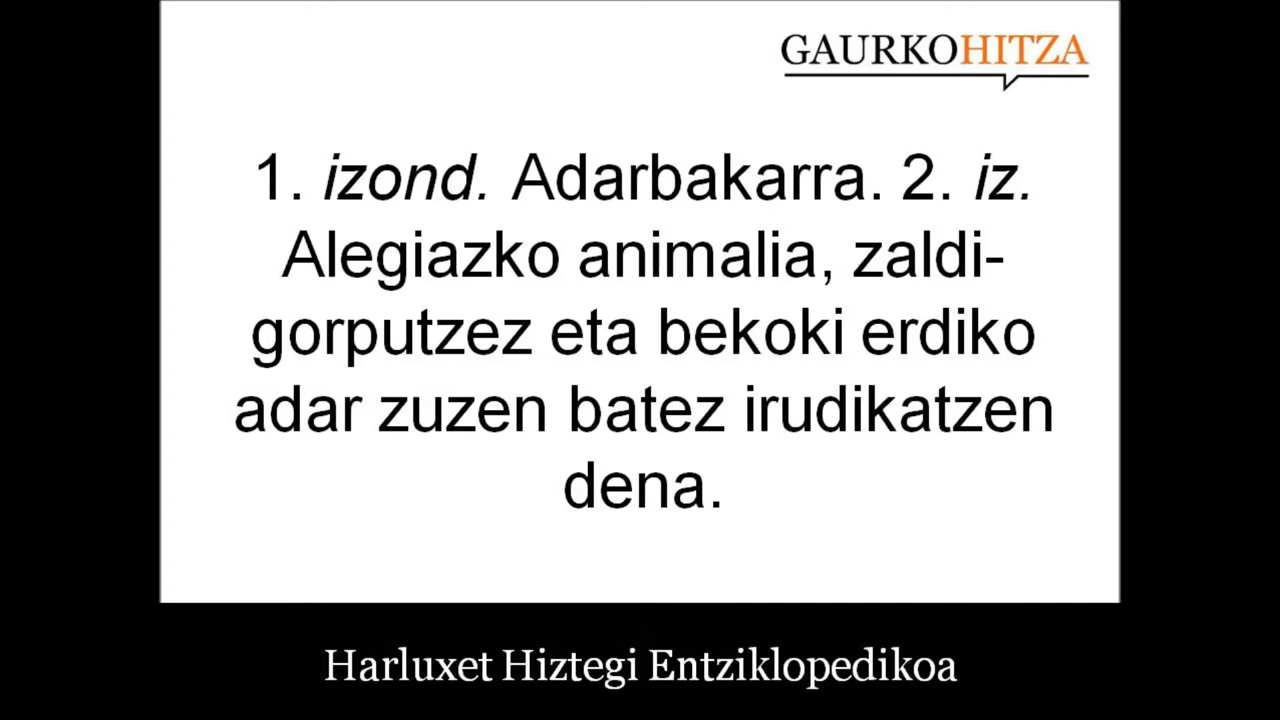 GAURKOHITZA
1. izond. Adarbakarra. 2. iz.
Alegiazko animalia, zaldi-
gorputzez eta bekoki erdiko
adar zuzen batez irudikatzen
dena.
Harluxet Hiztegi Entziklopedikoa